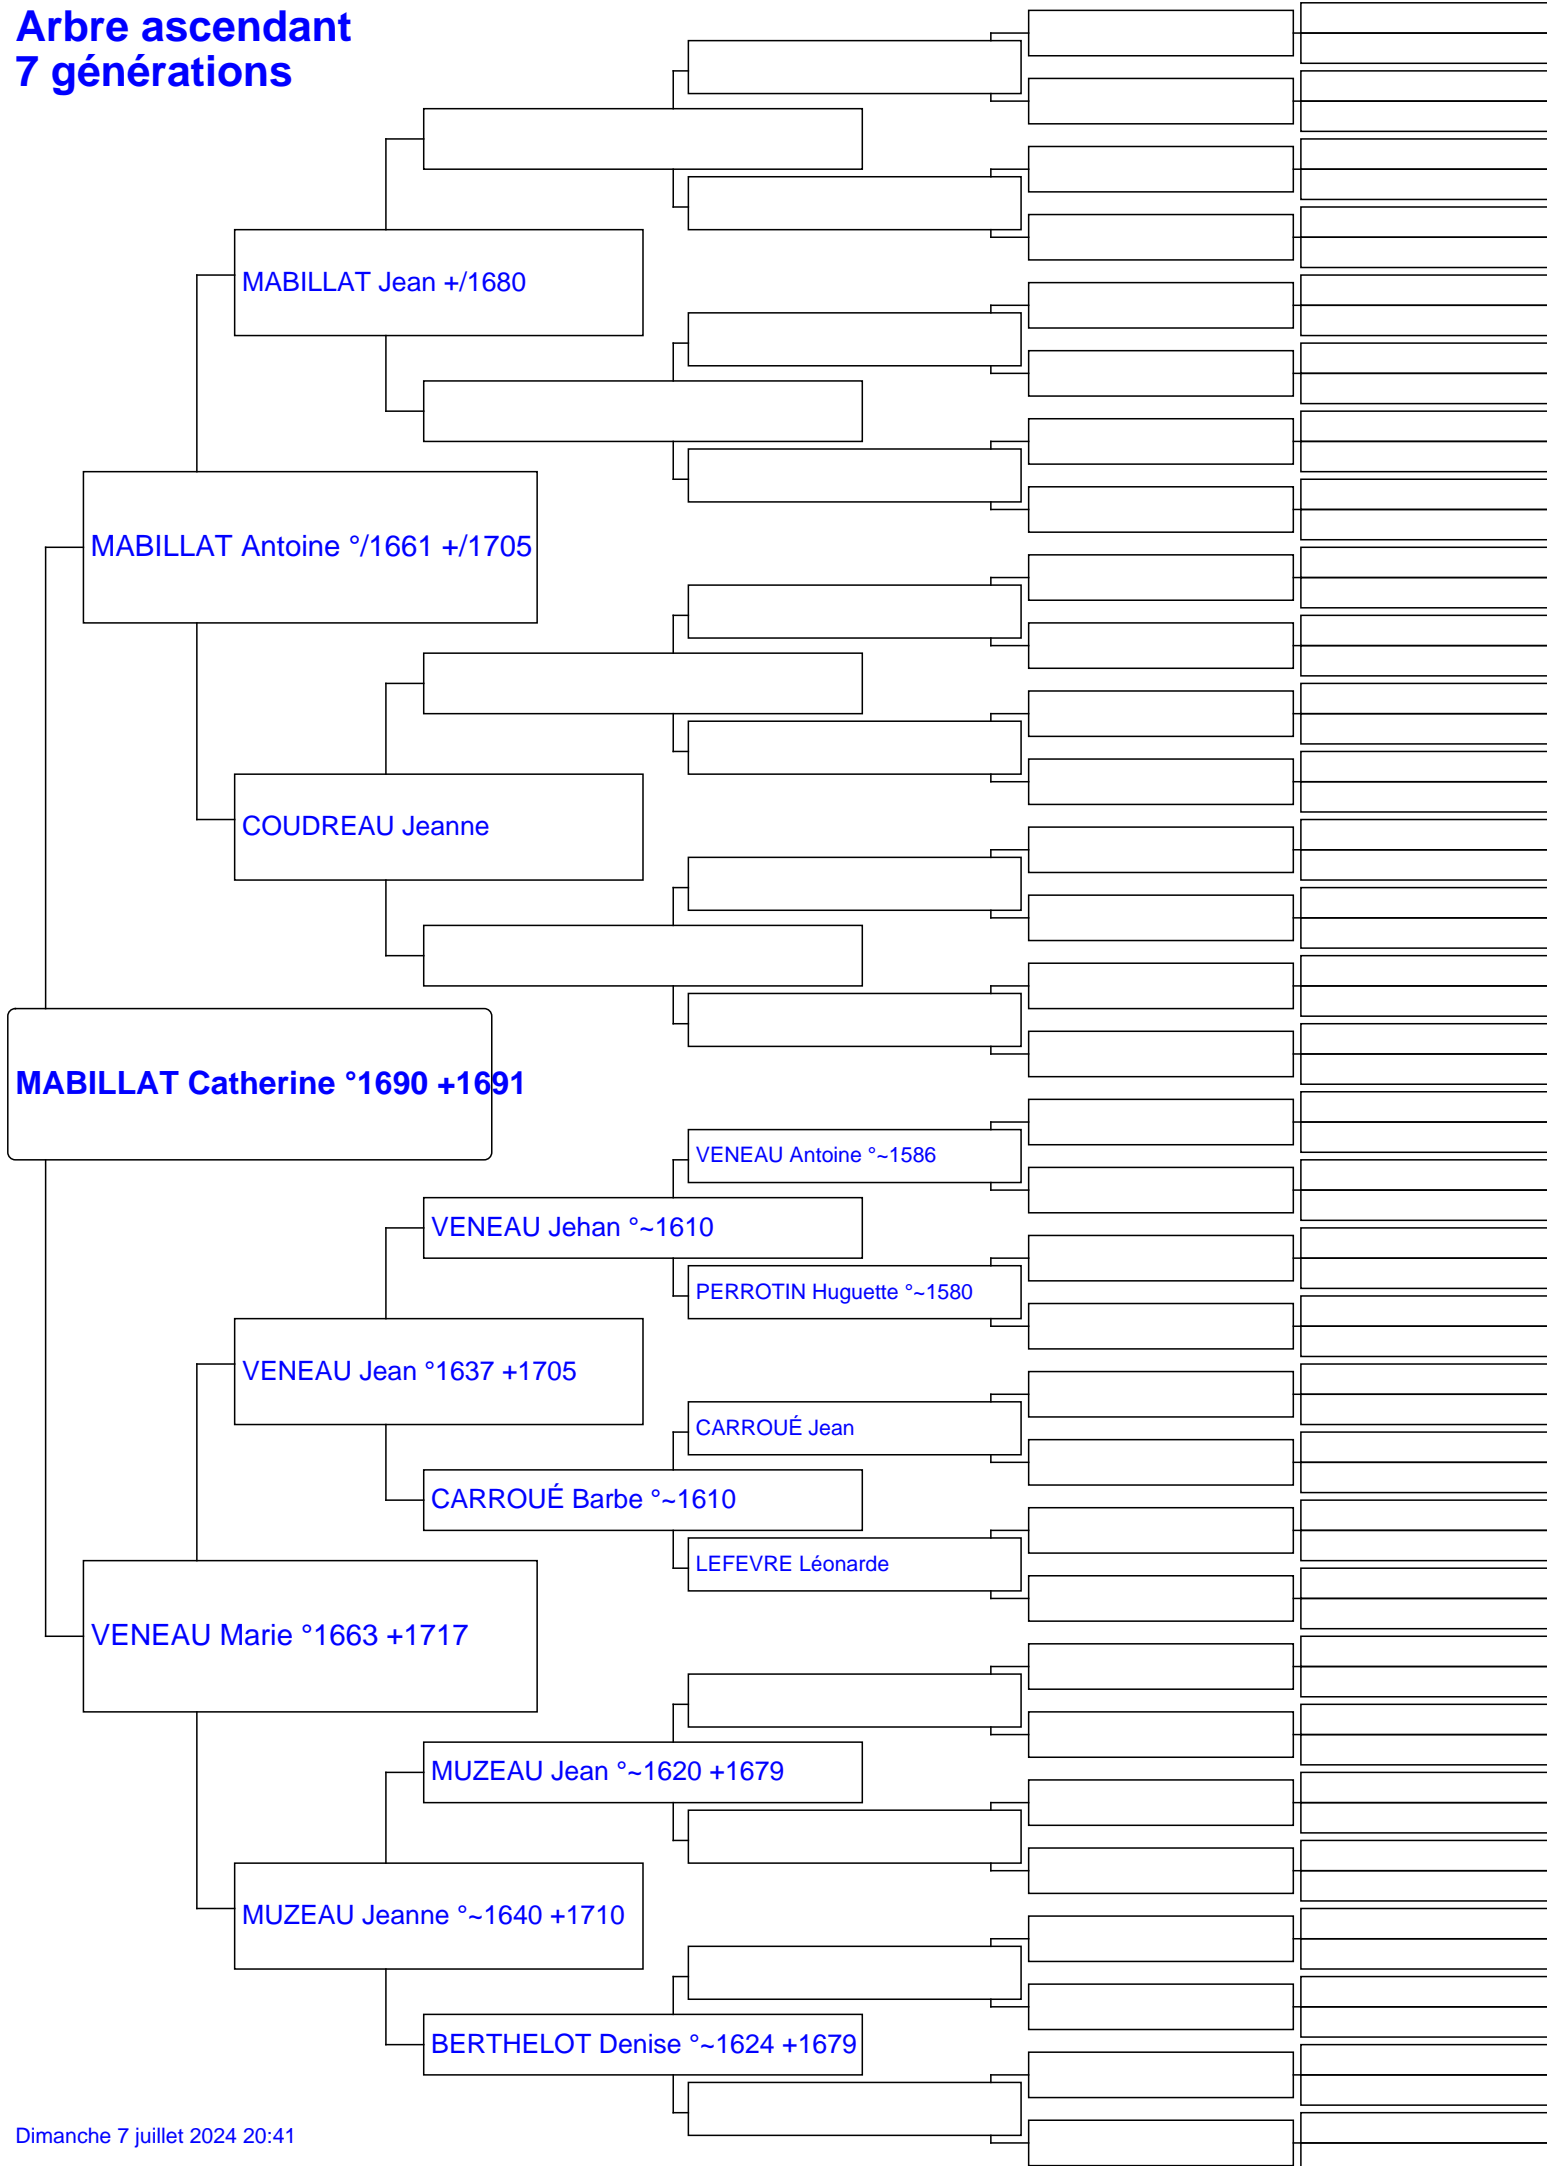 Arbre ascendant
7 générations
MABILLAT Jean +/1680
MABILLAT Antoine °/1661 +/1705
COUDREAU Jeanne
MABILLAT Catherine °1690 +1691
VENEAU Antoine °~1586
VENEAU Jehan °~1610
PERROTIN Huguette °~1580
VENEAU Jean °1637 +1705
CARROUÉ Jean
CARROUÉ Barbe °~1610
LEFEVRE Léonarde
VENEAU Marie °1663 +1717
MUZEAU Jean °~1620 +1679
MUZEAU Jeanne °~1640 +1710
BERTHELOT Denise °~1624 +1679
Dimanche 7 juillet 2024 20:41